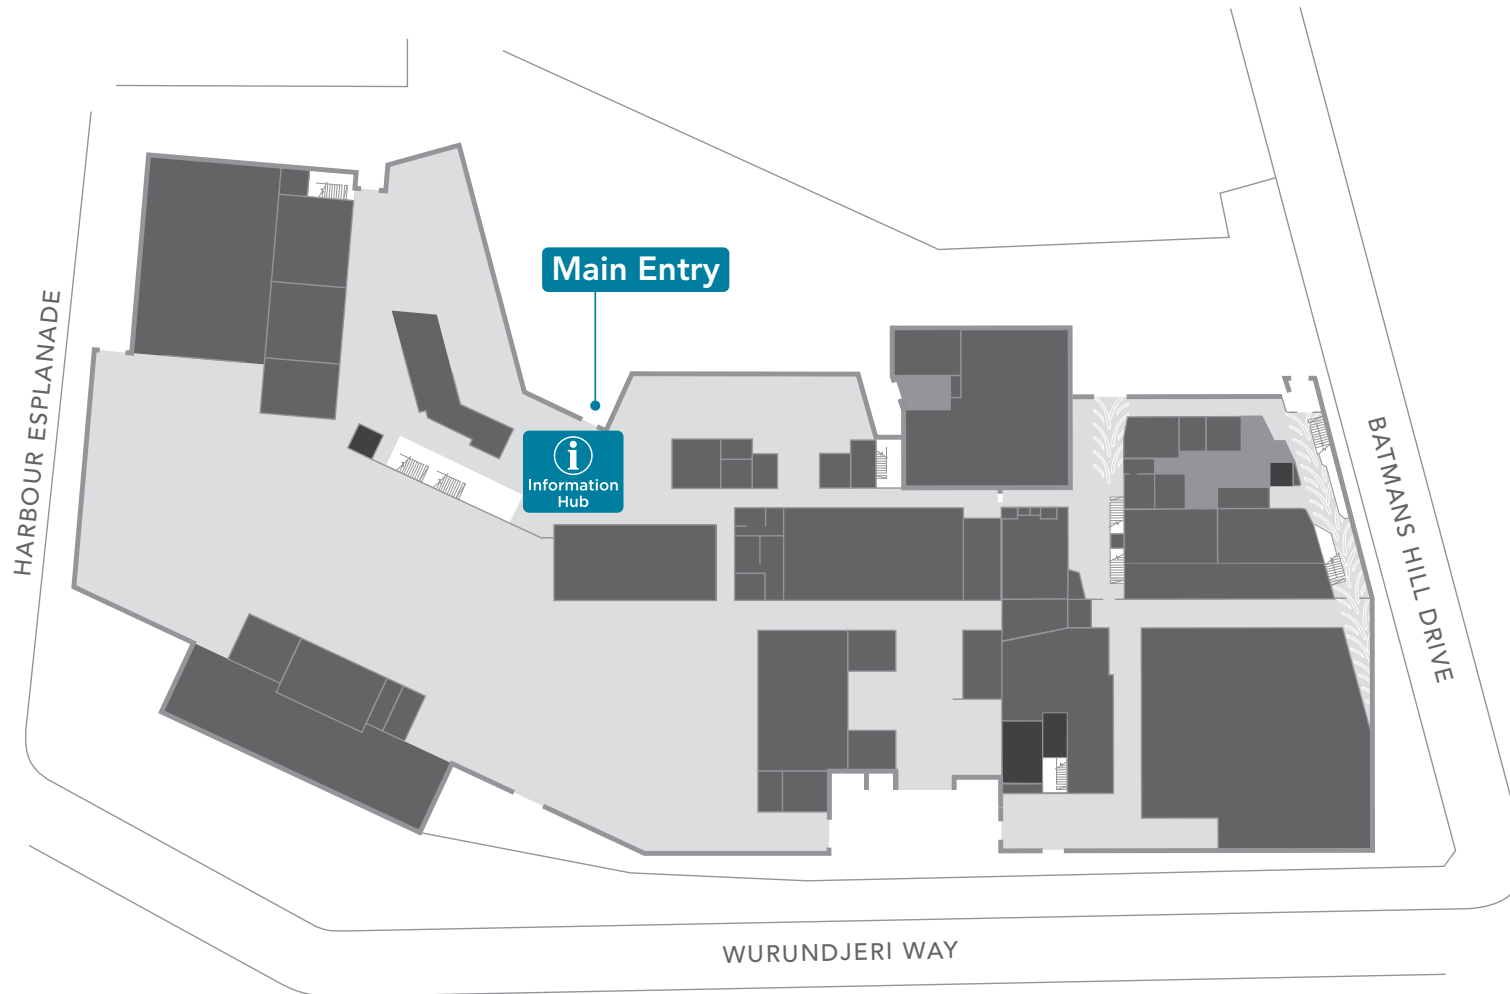 Main Entry
HARBOUR ESPLANADE
Information
Hub
BATMANS HILL DRIVE
WURUNDJERI WAY